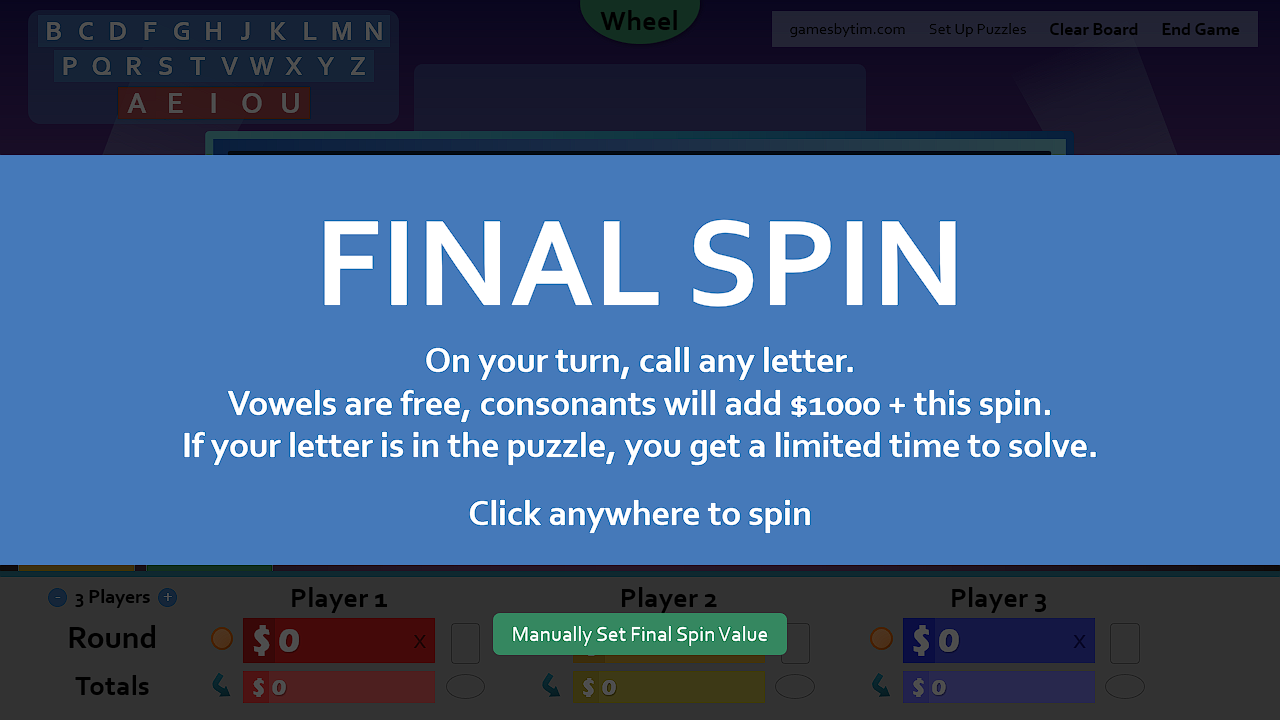 B C D F G H J K L M N
P Q R S T V W X Y Z
A E I O U
Wheel
gamesbytim.com Set Up Puzzles Clear Board End Game
FINAL SPIN
On your turn, call any letter.
Vowels are free, consonants will add $1000 + this spin.
If your letter is in the puzzle, you get a limited time to solve.
Click anywhere to spin
- 3 Players + Player 1 Player 2 Player 3
Round $ 0 x $ 0 x
Manually Set Final Spin Value
Totals $ 0 $ 0 $ 0